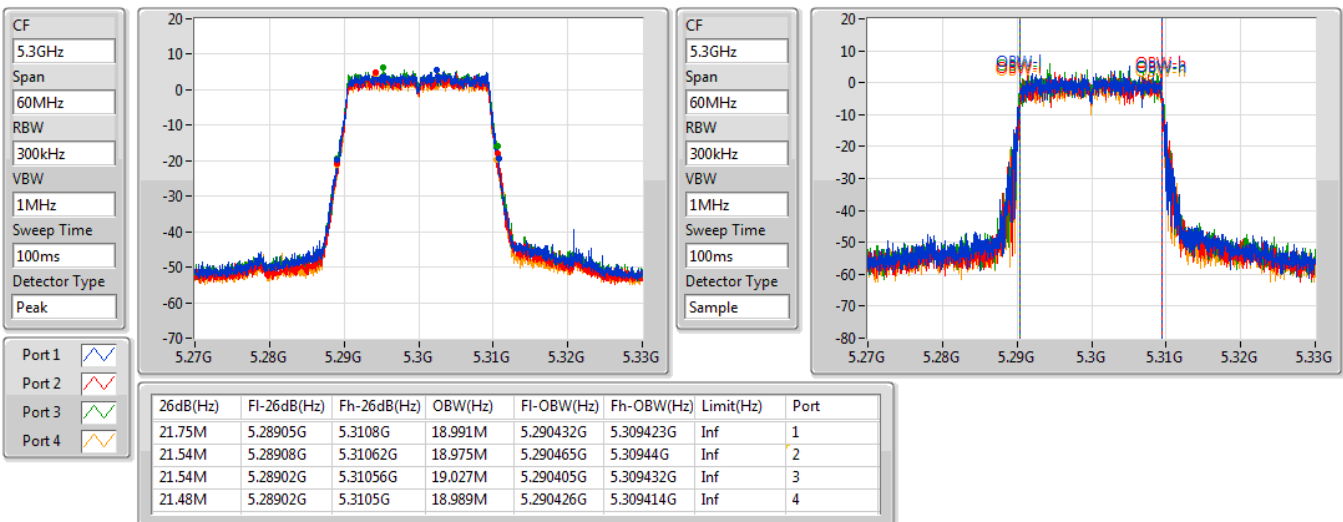 CF
5.3GHz
Span
60MHz
RBW
300kHz
VBW
1MHz
Sweep Time
100ms
Detector Type
Peak
20
10
0
-10
-20
-30
-40
-50
-60
-70
5.27G 5.28G 5.29G 5.3G 5.31G 5.32G 5.33G
CF
5.3GHz
Span
60MHz
RBW
300kHz
VBW
1MHz
Sweep Time
100ms
Detector Type
Sample
20
10
0
-10
-20
-30
-40
-50
-60
-70
-80
OBW-l OBW-h
5.27G 5.28G 5.29G 5.3G 5.31G 5.32G 5.33G
Port 1
Port 2
Port 3
Port 4
26dB(Hz) Fl-26dB(Hz) Fh-26dB(Hz) OBW(Hz) Fl-OBW(Hz) Fh-OBW(Hz) Limit(Hz) Port
21.75M 5.28905G 5.3108G 18.991M 5.290432G 5.309423G Inf 1
21.54M 5.28908G 5.31062G 18.975M 5.290465G 5.30944G Inf 2
21.54M 5.28902G 5.31056G 19.027M 5.290405G 5.309432G Inf 3
21.48M 5.28902G 5.3105G 18.989M 5.290426G 5.309414G Inf 4